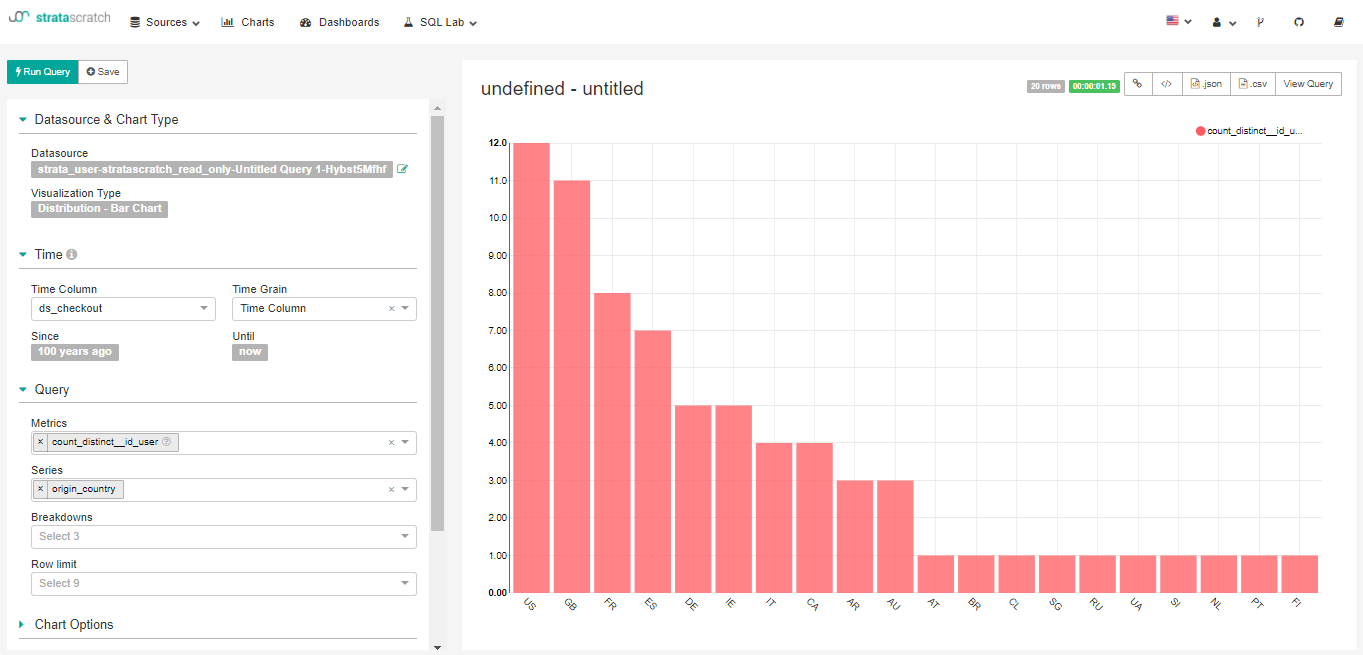 stratascratch
Sources
Charts
Dashboards
SQL Lab
Run Query
Save
Datasource & Chart Type
Datasource
strata_user-stratascratch_read_only-Untitled Query 1-Hybst5Mfhf
Visualization Type
Distribution - Bar Chart
Time
Time Column
Time Grain
ds_checkout
Time Column
Since
Until
100 years ago
now
Query
Metrics
count_distinct__id_user
Series
origin_country
Breakdowns
Select 3
Row limit
Select 9
Chart Options
undefined - untitled
20 rows
00:00:01.19
</>
.json
.csv
View Query
count_distinct__id_u...
12.0
11.0
10.0
9.00
8.00
7.00
6.00
5.00
4.00
3.00
2.00
1.00
0.00
US
GB
FR
ES
DE
IE
IT
CA
AR
AU
AT
BR
CL
SG
RU
UA
SI
NL
PT
FI